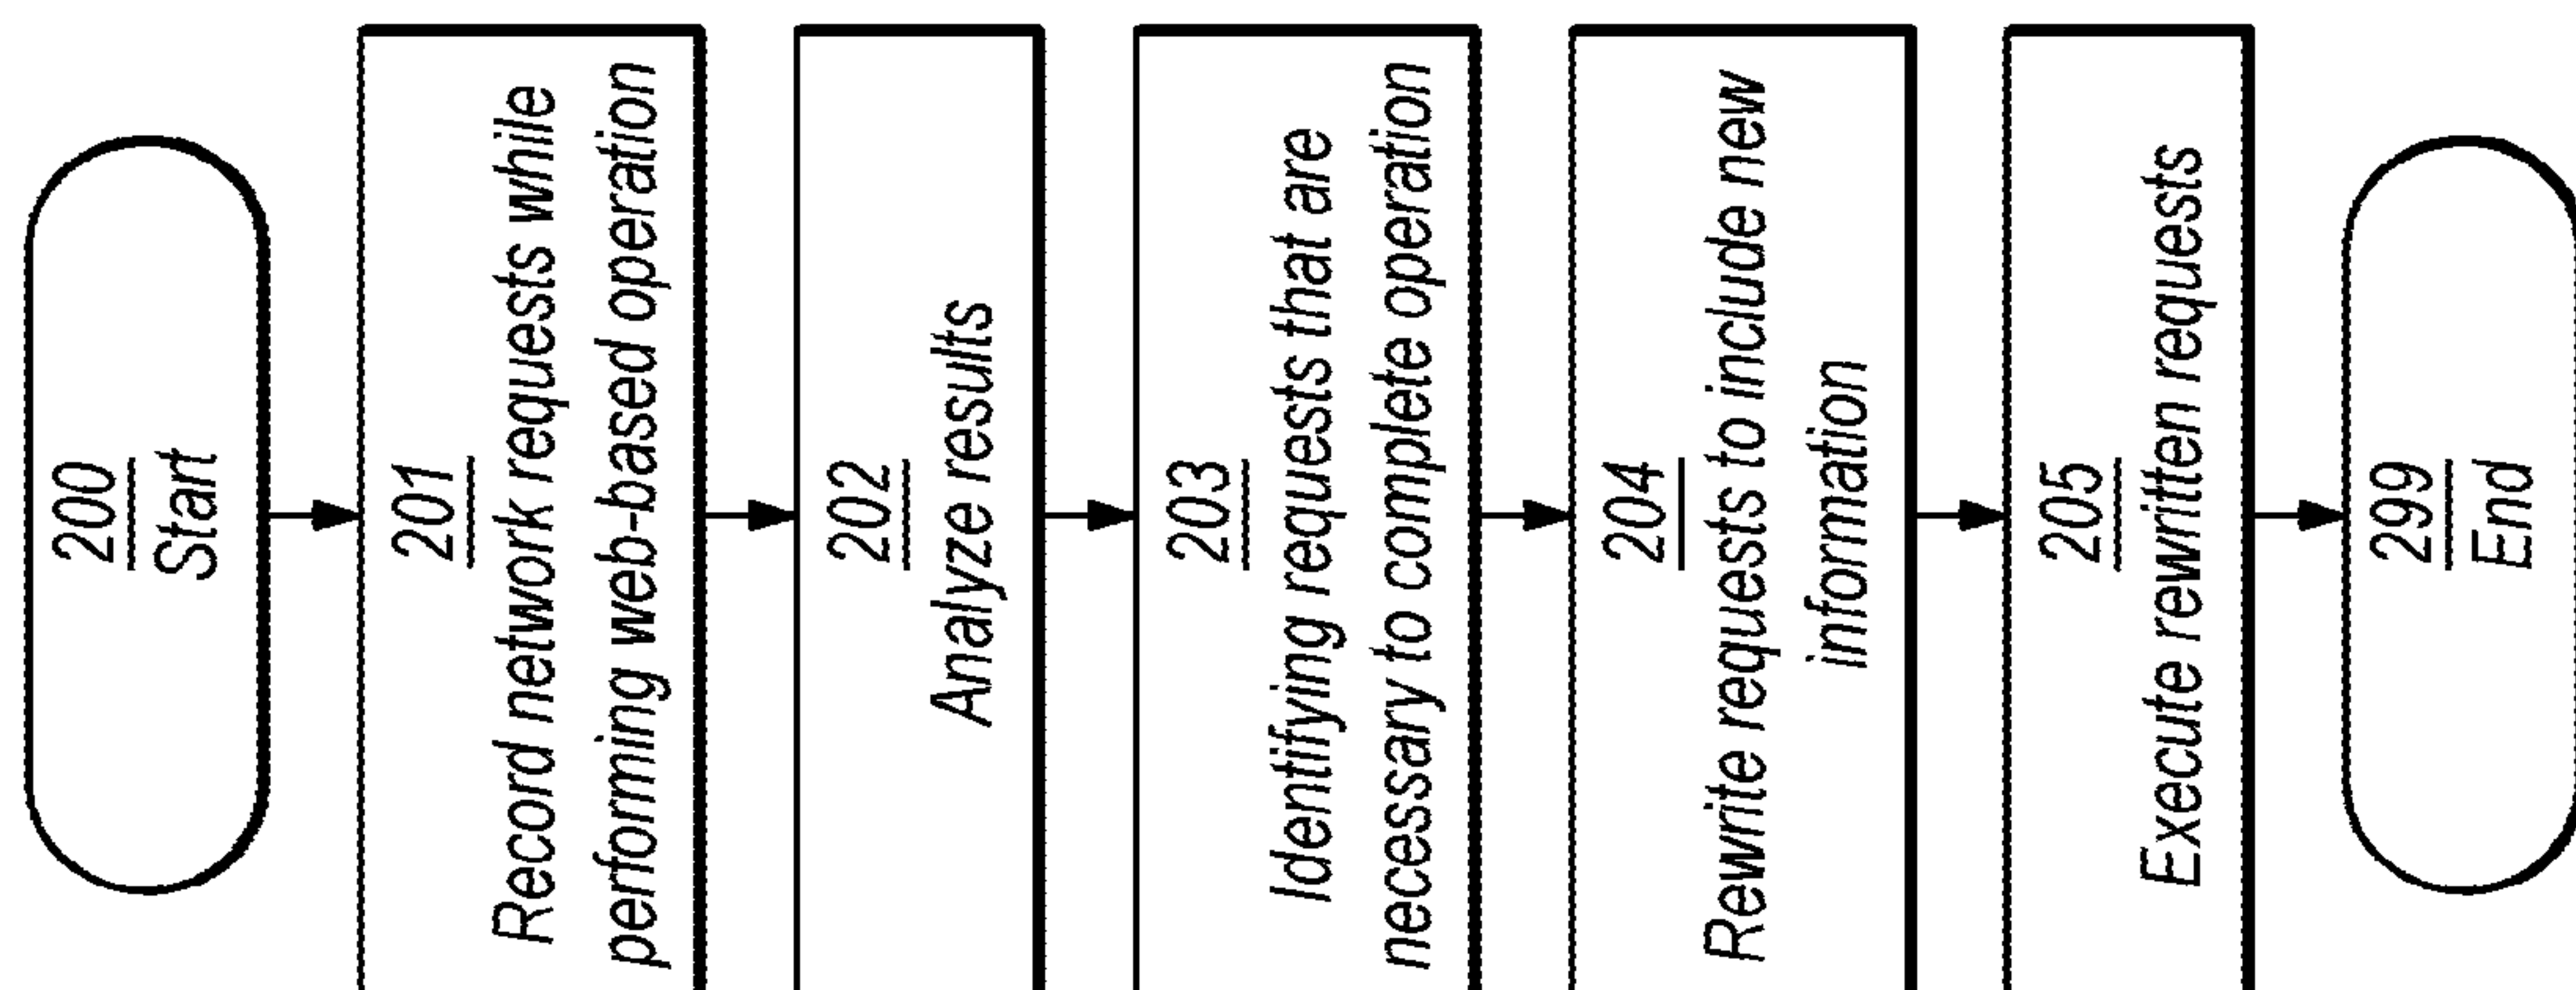 200
Start
201
Record network requests while
performing web-based operation
202
Analyze results
203
Identifying requests that are
necessary to complete operation
204
Rewrite requests to include new
information
205
Execute rewritten requests
299
End